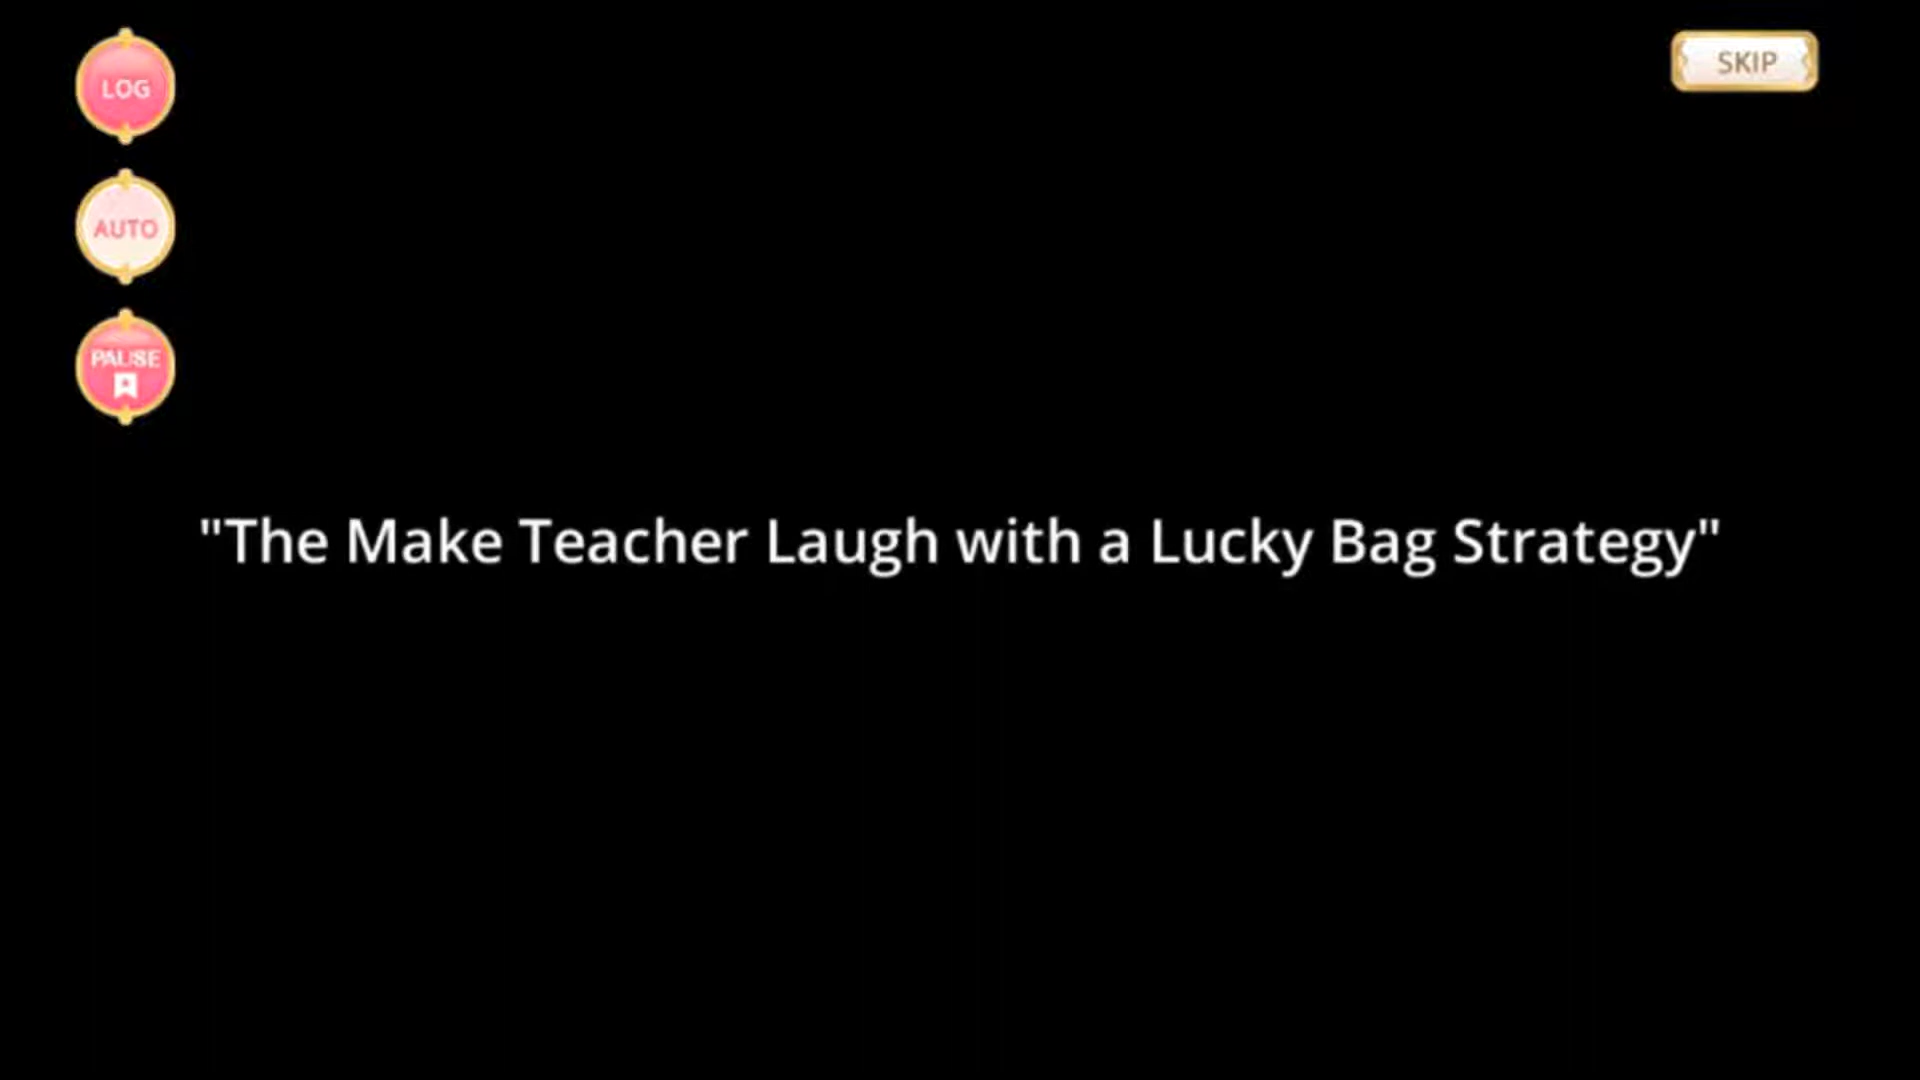 LOG
SKIP
AUTO
PAUSE
"The Make Teacher Laugh with a Lucky Bag Strategy"